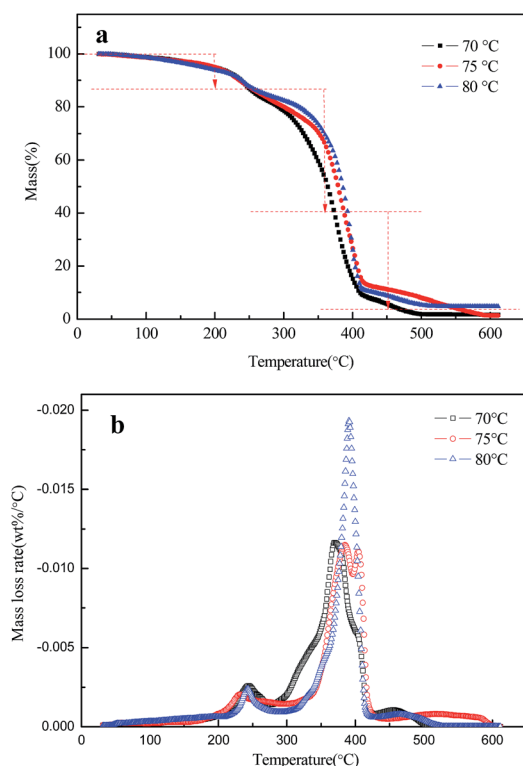 a
70 °C
75 °C
80 °C
100
80
60
40
20
0
Mass(%)
0 100 200 300 400 500 600
Temperature(°C)
b
70°C
75°C
80°C
-0.020
-0.015
-0.010
-0.005
0.000
Mass loss rate(wt%/°C)
0 100 200 300 400 500 600
Temperature(°C)